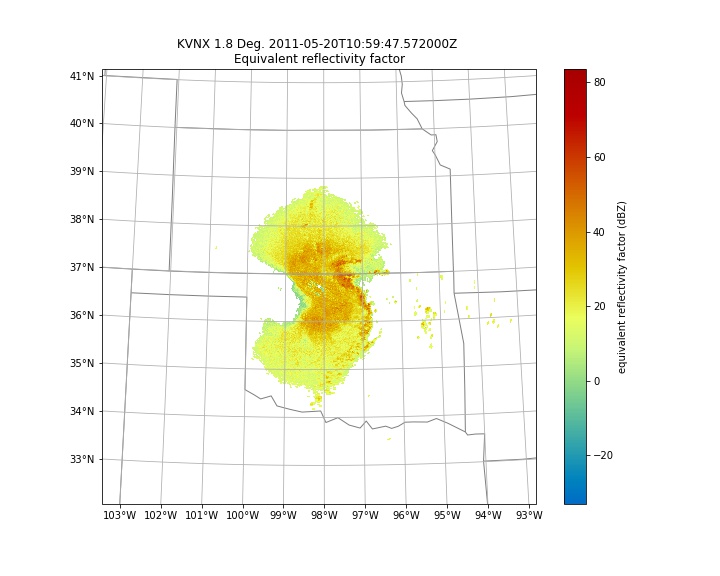 KVNX 1.8 Deg. 2011-05-20T10:59:47.572000Z
Equivalent reflectivity factor
41°N
40°N
39°N
38°N
37°N
36°N
35°N
34°N
33°N
103°W 102°W 101°W 100°W 99°W 98°W 97°W 96°W 95°W 94°W 93°W
80
60
40
20
0
−20
equivalent reflectivity factor (dBZ)